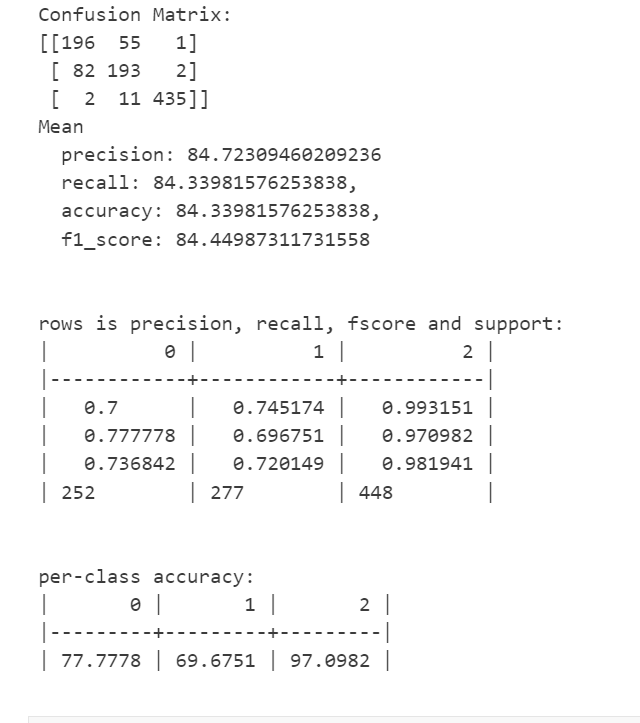 Confusion Matrix:
[[196  55   1]
 [ 82 193   2]
 [  2  11 435]]
Mean
  precision: 84.72309460209236
  recall: 84.33981576253838,
  accuracy: 84.33981576253838,
  f1_score: 84.44987311731558
rows is precision, recall, fscore and support:
|          0 |          1 |          2 |
|------------+------------+------------|
|   0.7      |   0.745174 |   0.993151 |
|   0.777778 |   0.696751 |   0.970982 |
|   0.736842 |   0.720149 |   0.981941 |
| 252        | 277        | 448        |
per-class accuracy:
|       0 |       1 |       2 |
|---------+---------+---------|
| 77.7778 | 69.6751 | 97.0982 |